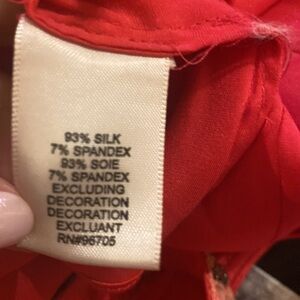 93% SILK
7% SPANDEX
93% SOIE
7% SPANDEX
EXCLUDING
DECORATION
DECORATION
EXCLUANT
RN#96705